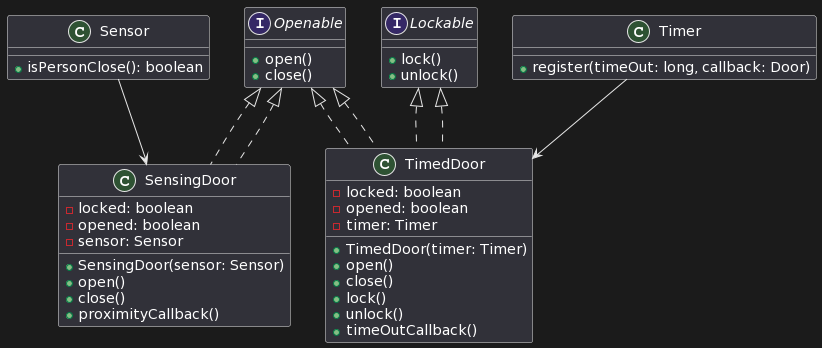 C Sensor
isPersonClose(): boolean
I Openable
open()
close()
I Lockable
lock()
unlock()
C Timer
register(timeOut: long, callback: Door)
C SensingDoor
locked: boolean
opened: boolean
sensor: Sensor
SensingDoor(sensor: Sensor)
open()
close()
proximityCallback()
C TimedDoor
locked: boolean
opened: boolean
timer: Timer
TimedDoor(timer: Timer)
open()
close()
lock()
unlock()
timeOutCallback()